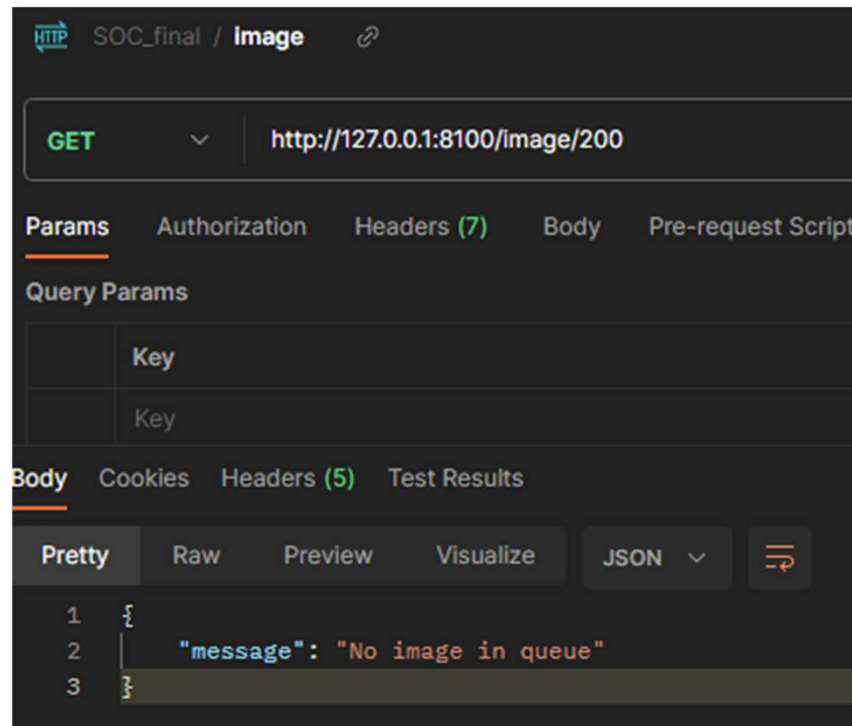 HTTP SOC_final / image
GET http://127.0.0.1:8100/image/200
Params Authorization Headers (7) Body Pre-request Script
Query Params
Key
Key
Body Cookies Headers (5) Test Results
Pretty Raw Preview Visualize JSON
1 {
2 "message": "No image in queue"
3 }